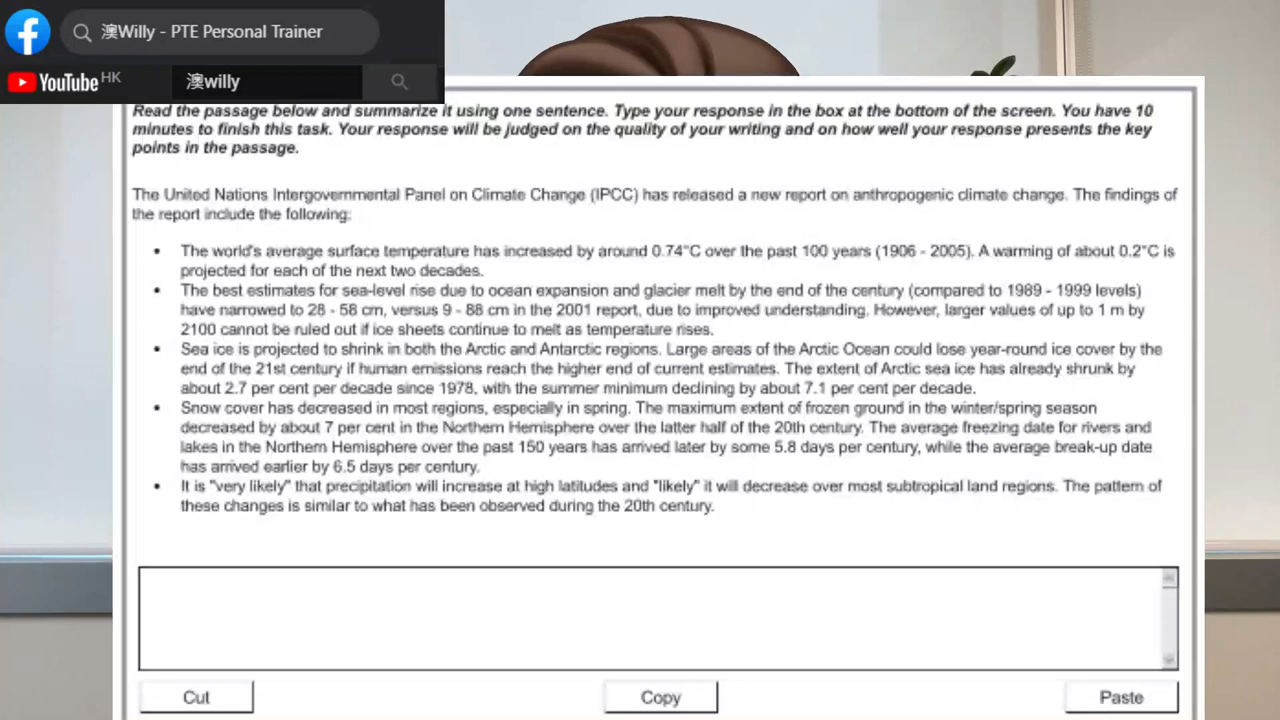 澳Willy - PTE Personal Trainer
YouTube HK
澳willy
Read the passage below and summarize it using one sentence. Type your response in the box at the bottom of the screen. You have 10
minutes to finish this task. Your response will be judged on the quality of your writing and on how well your response presents the key
points in the passage.
The United Nations Intergovernmental Panel on Climate Change (IPCC) has released a new report on anthropogenic climate change. The findings of
the report include the following:
• The world's average surface temperature has increased by around 0.74°C over the past 100 years (1906 - 2005). A warming of about 0.2°C is
projected for each of the next two decades.
• The best estimates for sea-level rise due to ocean expansion and glacier melt by the end of the century (compared to 1989 - 1999 levels)
have narrowed to 28 - 58 cm, versus 9 - 88 cm in the 2001 report, due to improved understanding. However, larger values of up to 1 m by
2100 cannot be ruled out if ice sheets continue to melt as temperature rises.
• Sea ice is projected to shrink in both the Arctic and Antarctic regions. Large areas of the Arctic Ocean could lose year-round ice cover by the
end of the 21st century if human emissions reach the higher end of current estimates. The extent of Arctic sea ice has already shrunk by
about 2.7 per cent per decade since 1978, with the summer minimum declining by about 7.1 per cent per decade.
• Snow cover has decreased in most regions, especially in spring. The maximum extent of frozen ground in the winter/spring season
decreased by about 7 per cent in the Northern Hemisphere over the latter half of the 20th century. The average freezing date for rivers and
lakes in the Northern Hemisphere over the past 150 years has arrived later by some 5.8 days per century, while the average break-up date
has arrived earlier by 6.5 days per century.
• It is "very likely" that precipitation will increase at high latitudes and "likely" it will decrease over most subtropical land regions. The pattern of
these changes is similar to what has been observed during the 20th century.
Cut
Copy
Paste